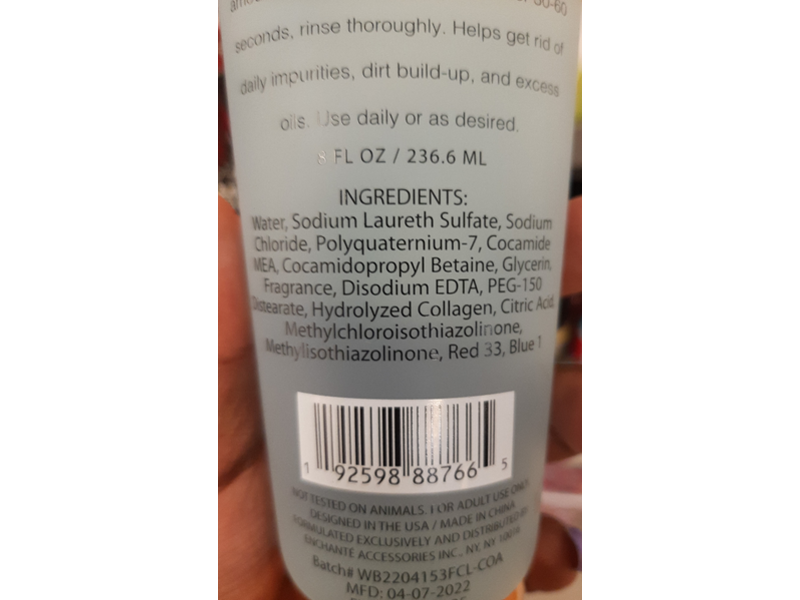 30-60
seconds, rinse thoroughly. Helps get rid of
daily impurities, dirt build-up, and excess
oils. Use daily or as desired.
8 FL OZ / 236.6 ML
INGREDIENTS:
Water, Sodium Laureth Sulfate, Sodium
Chloride, Polyquaternium-7, Cocamide
MEA, Cocamidopropyl Betaine, Glycerin,
Fragrance, Disodium EDTA, PEG-150
Distearate, Hydrolyzed Collagen, Citric Acid,
Methylchloroisothiazolinone,
Methylisothiazolinone, Red 33, Blue 1
1 92598 88766 5
NOT TESTED ON ANIMALS. FOR ADULT USE ONLY.
DESIGNED IN THE USA / MADE IN CHINA
FORMULATED EXCLUSIVELY AND DISTRIBUTED BY
ENCHANTE ACCESSORIES INC., NY, NY 10016
Batch# WB2204153FCL-COA
MFD: 04-07-2022